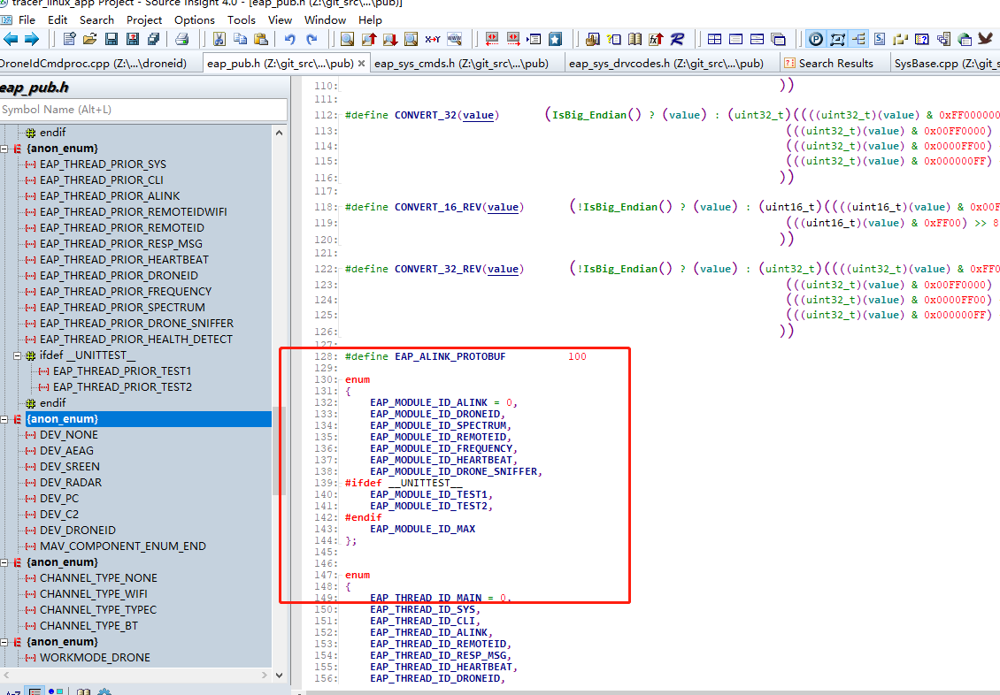 tracer_linux_app Project - Source Insight 4.0 - [eap_pub.h (Z:\git_src\...\pub)]
File Edit Search Project Options Tools View Window Help
DroneIdCmdproc.cpp (Z:\...\droneid) eap_pub.h (Z:\git_src\...\pub) × eap_sys_cmds.h (Z:\git_src\...\pub) eap_sys_drvcodes.h (Z:\git_src\...\pub) Search Results SysBase.cpp (Z:\git_s
eap_pub.h
Symbol Name (Alt+L)
endif
{anon_enum}
EAP_THREAD_PRIOR_SYS
EAP_THREAD_PRIOR_CLI
EAP_THREAD_PRIOR_ALINK
EAP_THREAD_PRIOR_REMOTEIDWIFI
EAP_THREAD_PRIOR_REMOTEID
EAP_THREAD_PRIOR_RESP_MSG
EAP_THREAD_PRIOR_HEARTBEAT
EAP_THREAD_PRIOR_DRONEID
EAP_THREAD_PRIOR_FREQUENCY
EAP_THREAD_PRIOR_SPECTRUM
EAP_THREAD_PRIOR_DRONE_SNIFFER
EAP_THREAD_PRIOR_HEALTH_DETECT
ifdef __UNITTEST__
EAP_THREAD_PRIOR_TEST1
EAP_THREAD_PRIOR_TEST2
endif
{anon_enum}
DEV_NONE
DEV_AEAG
DEV_SREEN
DEV_RADAR
DEV_PC
DEV_C2
DEV_DRONEID
MAV_COMPONENT_ENUM_END
{anon_enum}
CHANNEL_TYPE_NONE
CHANNEL_TYPE_WIFI
CHANNEL_TYPE_TYPEC
CHANNEL_TYPE_BT
{anon_enum}
WORKMODE_DRONE
110: ))
111:
112: #define CONVERT_32(value) (IsBig_Endian() ? (value) : (uint32_t)((((uint32_t)(value) & 0xFF000000
113: (((uint32_t)(value) & 0x00FF0000)
114: (((uint32_t)(value) & 0x0000FF00)
115: (((uint32_t)(value) & 0x000000FF)
116: ))
117:
118: #define CONVERT_16_REV(value) (!IsBig_Endian() ? (value) : (uint16_t)((((uint16_t)(value) & 0x00F
119: (((uint16_t)(value) & 0xFF00) >> 8
120: ))
121:
122: #define CONVERT_32_REV(value) (!IsBig_Endian() ? (value) : (uint32_t)((((uint32_t)(value) & 0xFF0
123: (((uint32_t)(value) & 0x00FF0000)
124: (((uint32_t)(value) & 0x0000FF00)
125: (((uint32_t)(value) & 0x000000FF)
126: ))
127:
128: #define EAP_ALINK_PROTOBUF 100
129:
130: enum
131: {
132: EAP_MODULE_ID_ALINK = 0,
133: EAP_MODULE_ID_DRONEID,
134: EAP_MODULE_ID_SPECTRUM,
135: EAP_MODULE_ID_REMOTEID,
136: EAP_MODULE_ID_FREQUENCY,
137: EAP_MODULE_ID_HEARTBEAT,
138: EAP_MODULE_ID_DRONE_SNIFFER,
139: #ifdef __UNITTEST__
140: EAP_MODULE_ID_TEST1,
141: EAP_MODULE_ID_TEST2,
142: #endif
143: EAP_MODULE_ID_MAX
144: };
145:
146:
147: enum
148: {
149: EAP_THREAD_ID_MAIN = 0,
150: EAP_THREAD_ID_SYS,
151: EAP_THREAD_ID_CLI,
152: EAP_THREAD_ID_ALINK,
153: EAP_THREAD_ID_REMOTEID,
154: EAP_THREAD_ID_RESP_MSG,
155: EAP_THREAD_ID_HEARTBEAT,
156: EAP_THREAD_ID_DRONEID,